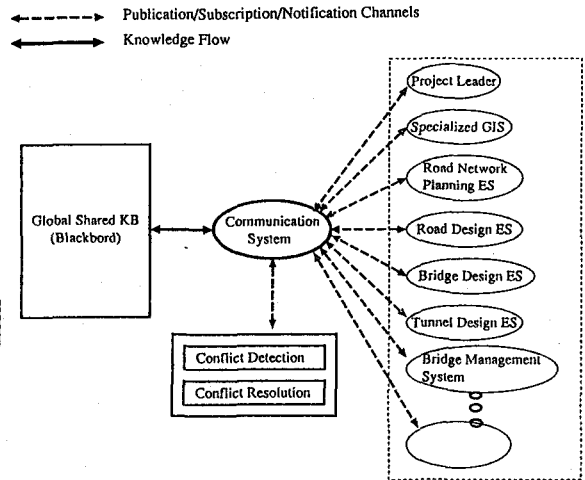 Publication/Subscription/Notification Channels
Knowledge Flow
Project Leader
Specialized GIS
Road Network
Planning ES
Global Shared KB
(Blackbord)
Communication
System
Road Design ES
Bridge Design ES
Tunnel Design ES
Bridge Management
System
Conflict Detection
Conflict Resolution